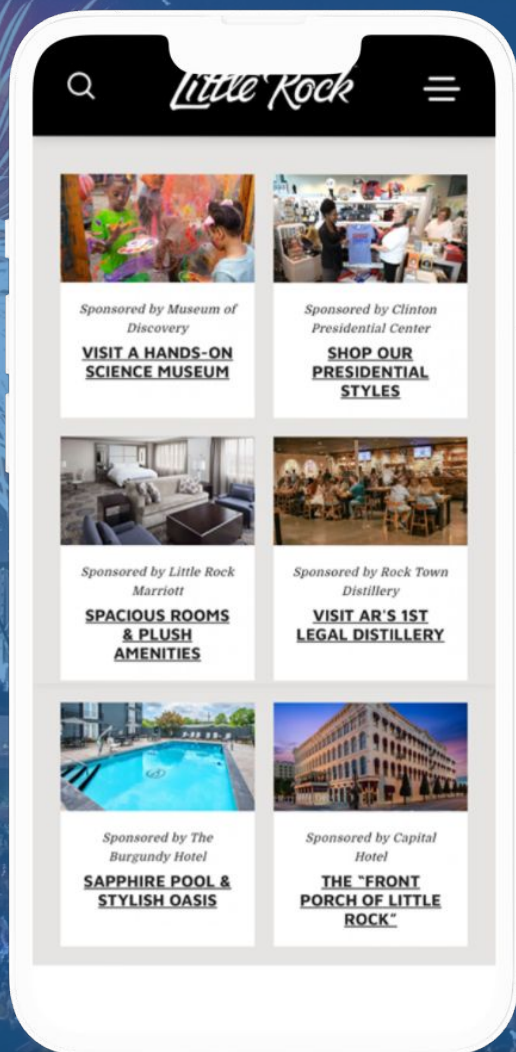 Little Rock
Sponsored by Museum of
Discovery
VISIT A HANDS-ON
SCIENCE MUSEUM
Sponsored by Clinton
Presidential Center
SHOP OUR
PRESIDENTIAL
STYLES
Sponsored by Little Rock
Marriott
SPACIOUS ROOMS
& PLUSH
AMENITIES
Sponsored by Rock Town
Distillery
VISIT AR'S 1ST
LEGAL DISTILLERY
Sponsored by The
Burgundy Hotel
SAPPHIRE POOL &
STYLISH OASIS
Sponsored by Capital
Hotel
THE "FRONT
PORCH OF LITTLE
ROCK"